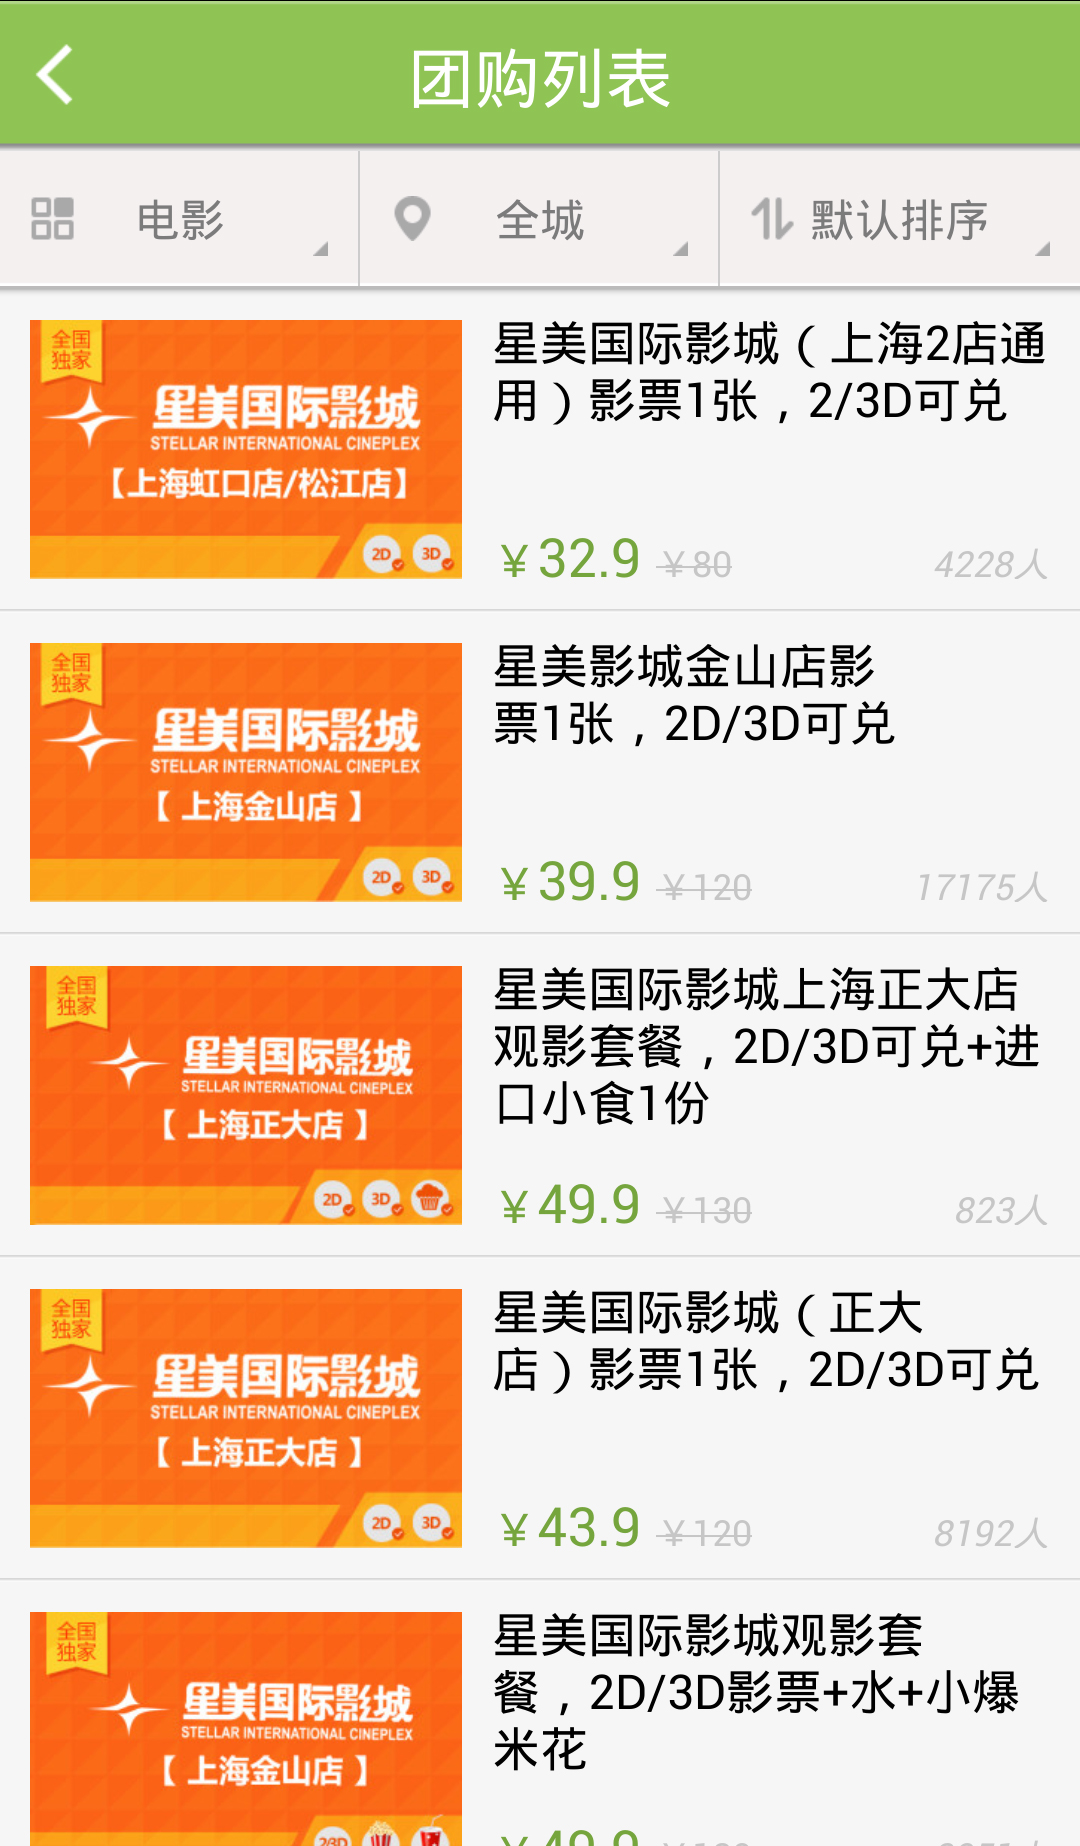 团购列表
电影
全城
默认排序
全国
独家
星美国际影城
STELLAR INTERNATIONAL CINEPLEX
【上海虹口店/松江店】
2D
3D
星美国际影城（上海2店通
用）影票1张，2/3D可兑
￥32.9 ￥80 4228人
全国
独家
星美国际影城
STELLAR INTERNATIONAL CINEPLEX
【 上海金山店 】
2D
3D
星美影城金山店影
票1张，2D/3D可兑
￥39.9 ￥120 17175人
全国
独家
星美国际影城
STELLAR INTERNATIONAL CINEPLEX
【 上海正大店 】
2D
3D
星美国际影城上海正大店
观影套餐，2D/3D可兑+进
口小食1份
￥49.9 ￥130 823人
全国
独家
星美国际影城
STELLAR INTERNATIONAL CINEPLEX
【 上海正大店 】
2D
3D
星美国际影城（正大
店）影票1张，2D/3D可兑
￥43.9 ￥120 8192人
全国
独家
星美国际影城
STELLAR INTERNATIONAL CINEPLEX
【 上海金山店 】
2/3D
星美国际影城观影套
餐，2D/3D影票+水+小爆
米花